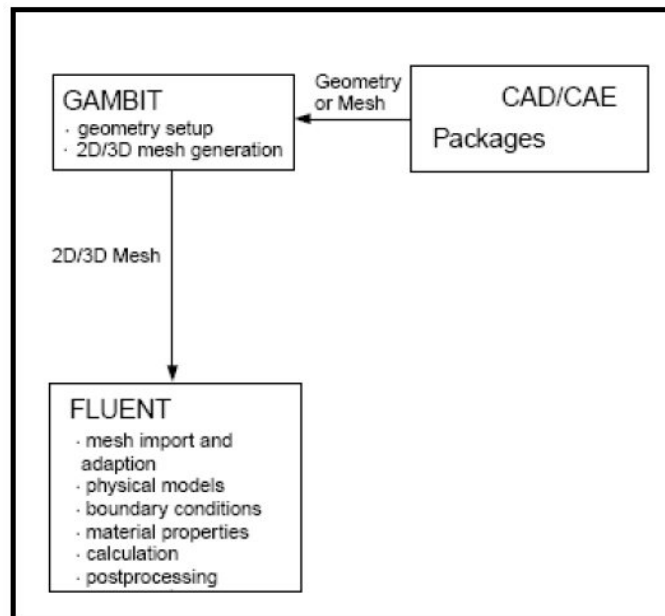 GAMBIT
· geometry setup
· 2D/3D mesh generation
Geometry
or Mesh
CAD/CAE
Packages
2D/3D Mesh
FLUENT
· mesh import and
adaption
· physical models
· boundary conditions
· material properties
· calculation
· postprocessing